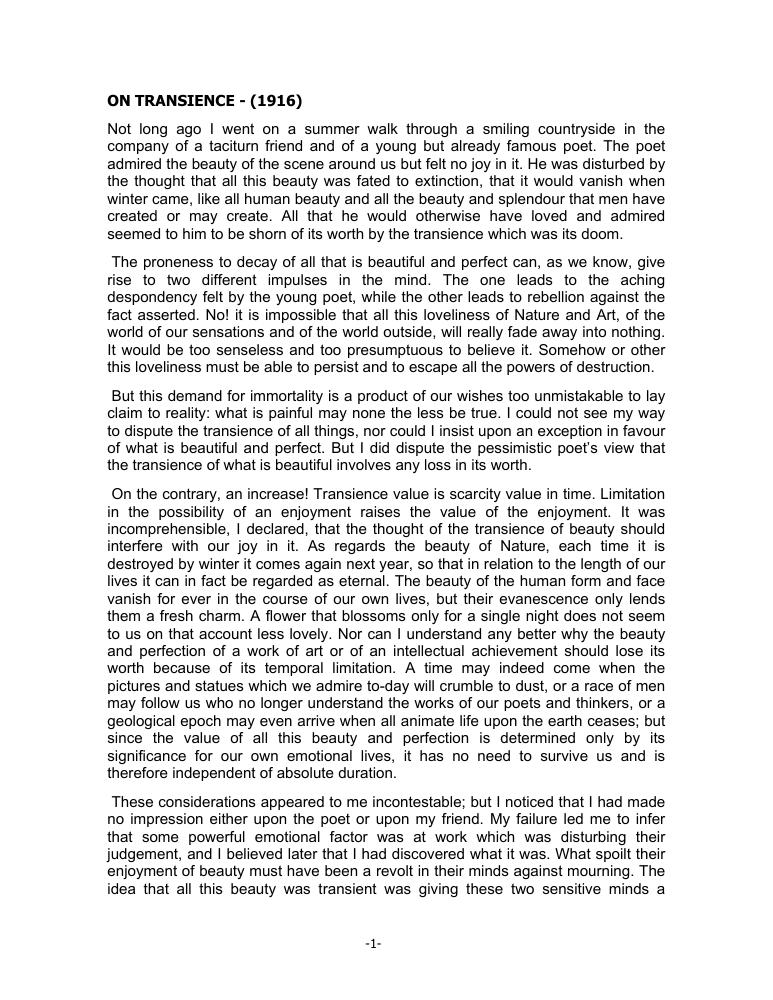 ON TRANSIENCE - (1916)
Not long ago I went on a summer walk through a smiling countryside in the
company of a taciturn friend and of a young but already famous poet. The poet
admired the beauty of the scene around us but felt no joy in it. He was disturbed by
the thought that all this beauty was fated to extinction, that it would vanish when
winter came, like all human beauty and all the beauty and splendour that men have
created or may create. All that he would otherwise have loved and admired
seemed to him to be shorn of its worth by the transience which was its doom.
The proneness to decay of all that is beautiful and perfect can, as we know, give
rise to two different impulses in the mind. The one leads to the aching
despondency felt by the young poet, while the other leads to rebellion against the
fact asserted. No! it is impossible that all this loveliness of Nature and Art, of the
world of our sensations and of the world outside, will really fade away into nothing.
It would be too senseless and too presumptuous to believe it. Somehow or other
this loveliness must be able to persist and to escape all the powers of destruction.
But this demand for immortality is a product of our wishes too unmistakable to lay
claim to reality: what is painful may none the less be true. I could not see my way
to dispute the transience of all things, nor could I insist upon an exception in favour
of what is beautiful and perfect. But I did dispute the pessimistic poet’s view that
the transience of what is beautiful involves any loss in its worth.
On the contrary, an increase! Transience value is scarcity value in time. Limitation
in the possibility of an enjoyment raises the value of the enjoyment. It was
incomprehensible, I declared, that the thought of the transience of beauty should
interfere with our joy in it. As regards the beauty of Nature, each time it is
destroyed by winter it comes again next year, so that in relation to the length of our
lives it can in fact be regarded as eternal. The beauty of the human form and face
vanish for ever in the course of our own lives, but their evanescence only lends
them a fresh charm. A flower that blossoms only for a single night does not seem
to us on that account less lovely. Nor can I understand any better why the beauty
and perfection of a work of art or of an intellectual achievement should lose its
worth because of its temporal limitation. A time may indeed come when the
pictures and statues which we admire to-day will crumble to dust, or a race of men
may follow us who no longer understand the works of our poets and thinkers, or a
geological epoch may even arrive when all animate life upon the earth ceases; but
since the value of all this beauty and perfection is determined only by its
significance for our own emotional lives, it has no need to survive us and is
therefore independent of absolute duration.
These considerations appeared to me incontestable; but I noticed that I had made
no impression either upon the poet or upon my friend. My failure led me to infer
that some powerful emotional factor was at work which was disturbing their
judgement, and I believed later that I had discovered what it was. What spoilt their
enjoyment of beauty must have been a revolt in their minds against mourning. The
idea that all this beauty was transient was giving these two sensitive minds a
-1-